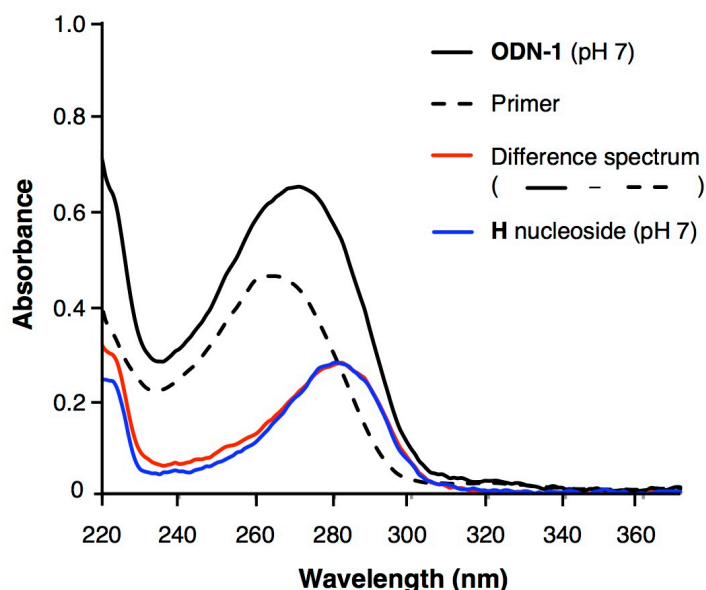 1.0
0.8
0.6
0.4
0.2
0
Absorbance
220 240 260 280 300 320 340 360
Wavelength (nm)
ODN-1 (pH 7)
Primer
Difference spectrum
( — – -- )
H nucleoside (pH 7)